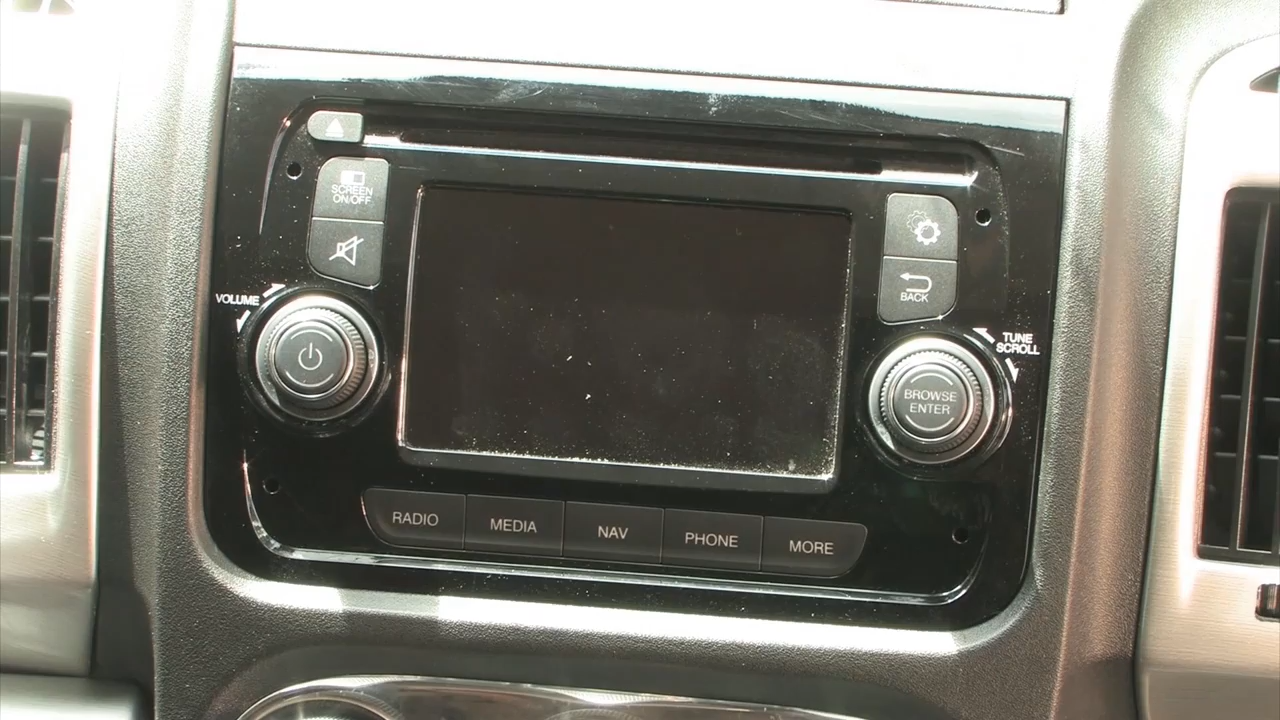 SCREEN
ON/OFF
VOLUME
BACK
TUNE
SCROLL
BROWSE
ENTER
RADIO
MEDIA
NAV
PHONE
MORE